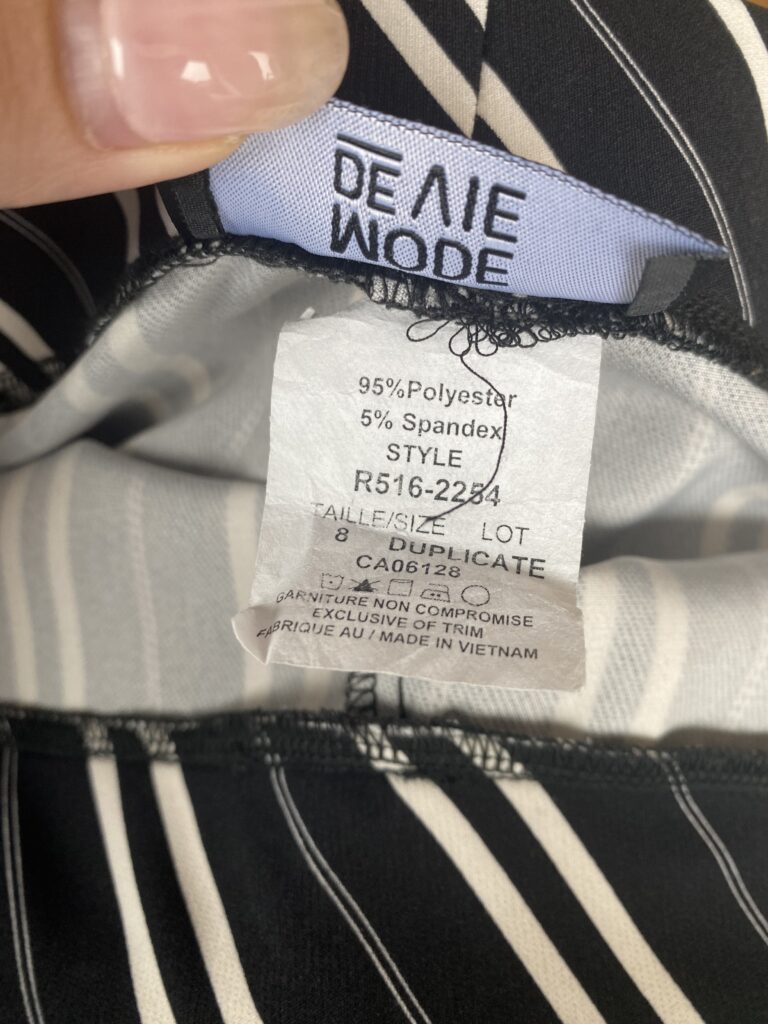 DE VIE
MODE
95%Polyester
5% Spandex
STYLE
R516-2254
TAILLE/SIZE LOT
8 DUPLICATE
CA06128
GARNITURE NON COMPROMISE
EXCLUSIVE OF TRIM
FABRIQUE AU / MADE IN VIETNAM